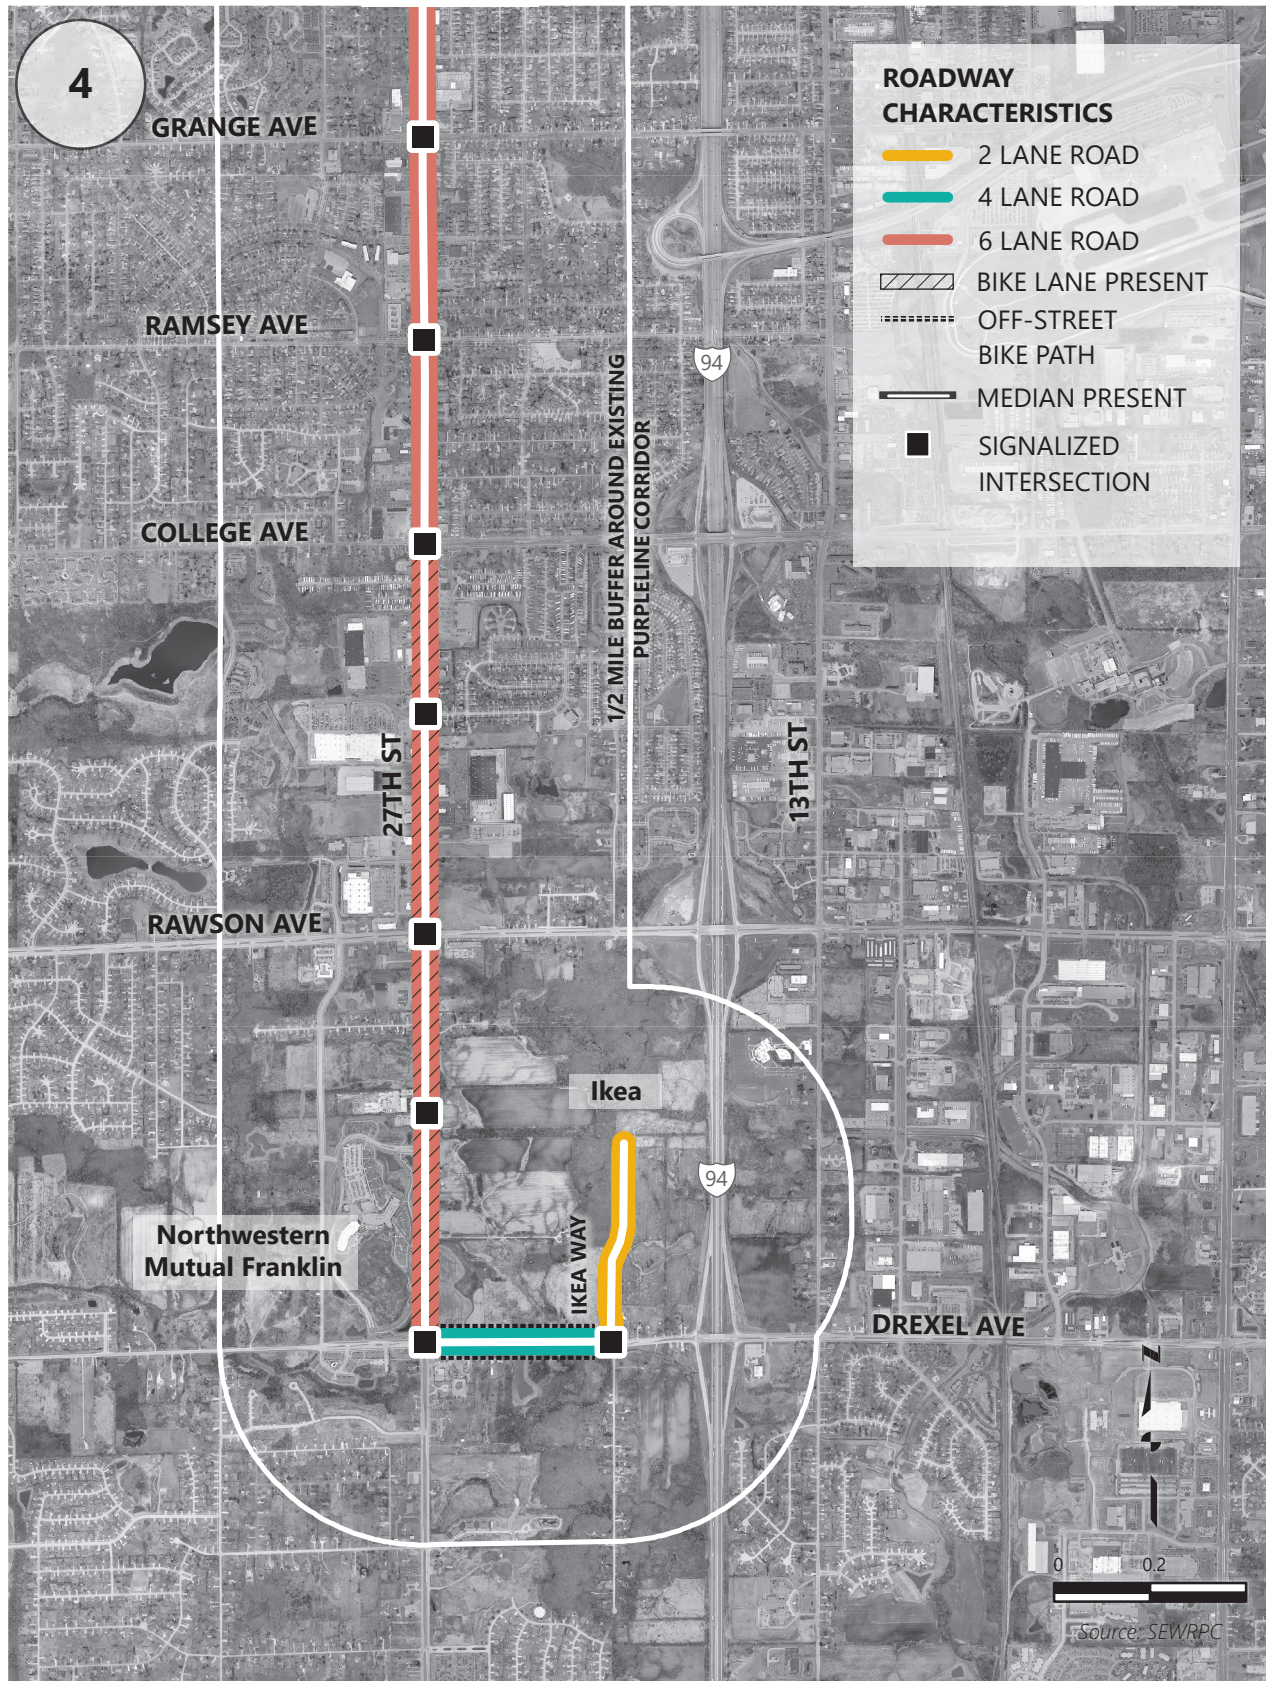 4
ROADWAY
CHARACTERISTICS
2 LANE ROAD
4 LANE ROAD
6 LANE ROAD
BIKE LANE PRESENT
OFF-STREET
BIKE PATH
MEDIAN PRESENT
SIGNALIZED
INTERSECTION
GRANGE AVE
RAMSEY AVE
94
1/2 MILE BUFFER AROUND EXISTING
PURPLELINE CORRIDOR
COLLEGE AVE
27TH ST
13TH ST
RAWSON AVE
Ikea
94
Northwestern
Mutual Franklin
IKEA WAY
DREXEL AVE
Z
0 0.2
Source: SEWRPC